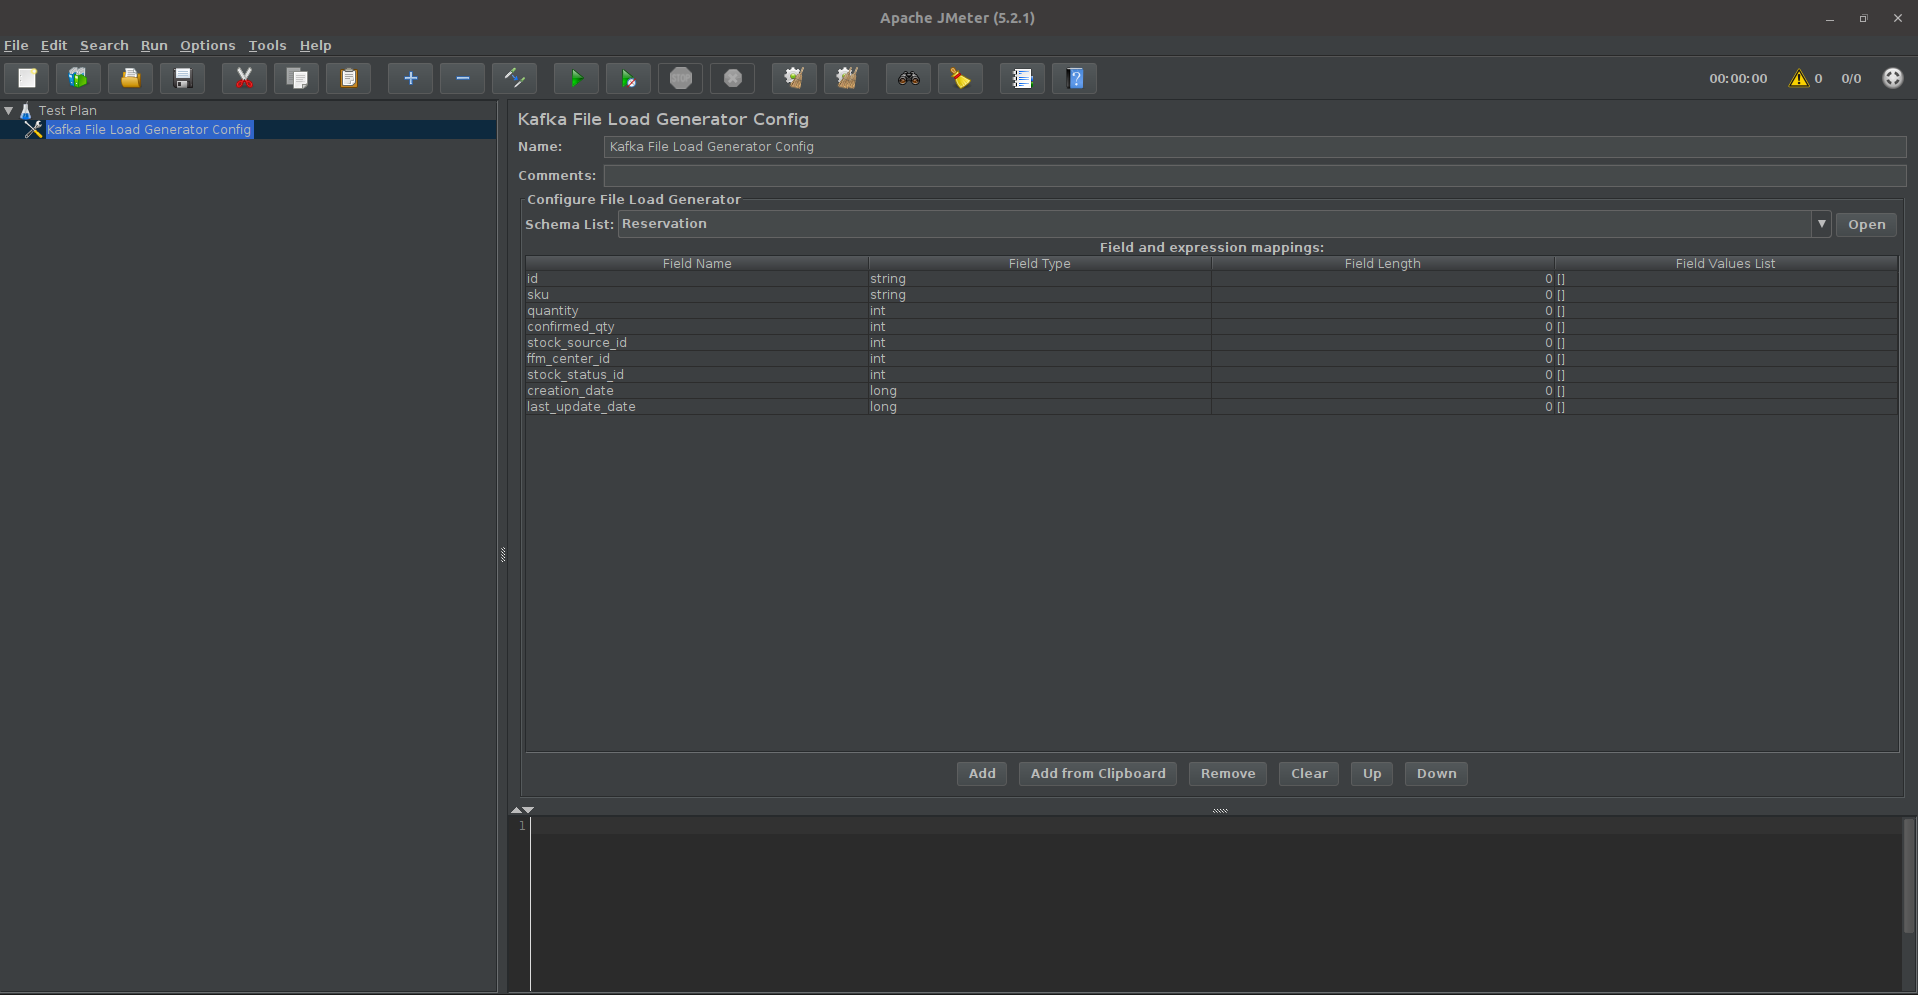 Apache JMeter (5.2.1)
File Edit Search Run Options Tools Help
STOP
00:00:00 0 0/0
Test Plan
Kafka File Load Generator Config
Kafka File Load Generator Config
Name: Kafka File Load Generator Config
Comments:
Configure File Load Generator
Schema List: Reservation Open
Field and expression mappings:
Field Name Field Type Field Length Field Values List
id string 0 []
sku string 0 []
quantity int 0 []
confirmed_qty int 0 []
stock_source_id int 0 []
ffm_center_id int 0 []
stock_status_id int 0 []
creation_date long 0 []
last_update_date long 0 []
Add Add from Clipboard Remove Clear Up Down
1